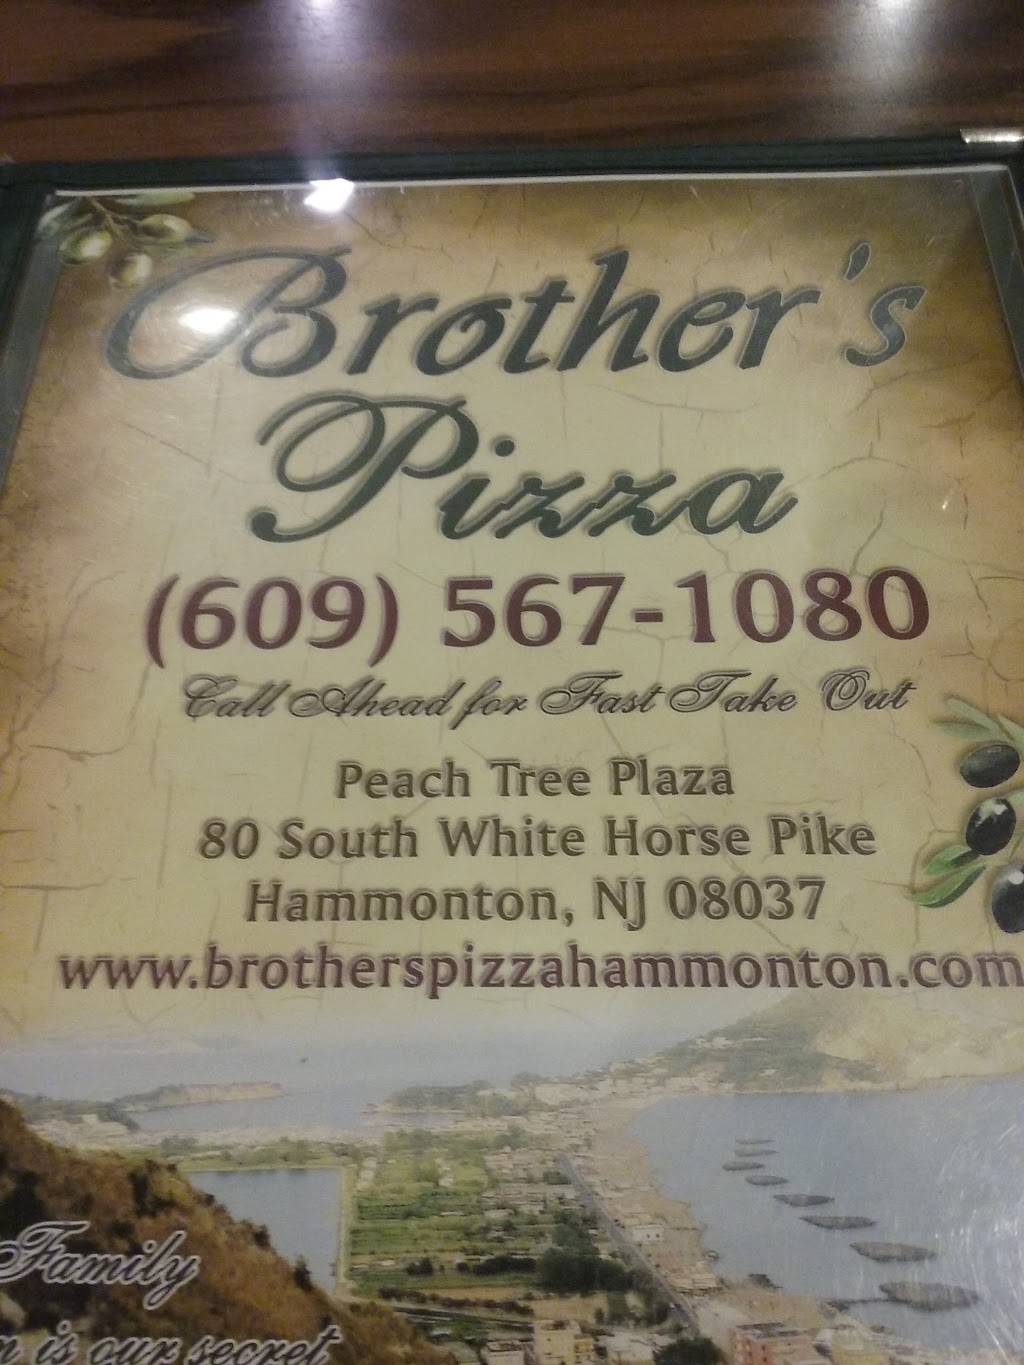 Brother's
Pizza
(609) 567-1080
Call Ahead for Fast Take Out
Peach Tree Plaza
80 South White Horse Pike
Hammonton, NJ 08037
www.brotherspizzahammonton.com
Family
is our secret